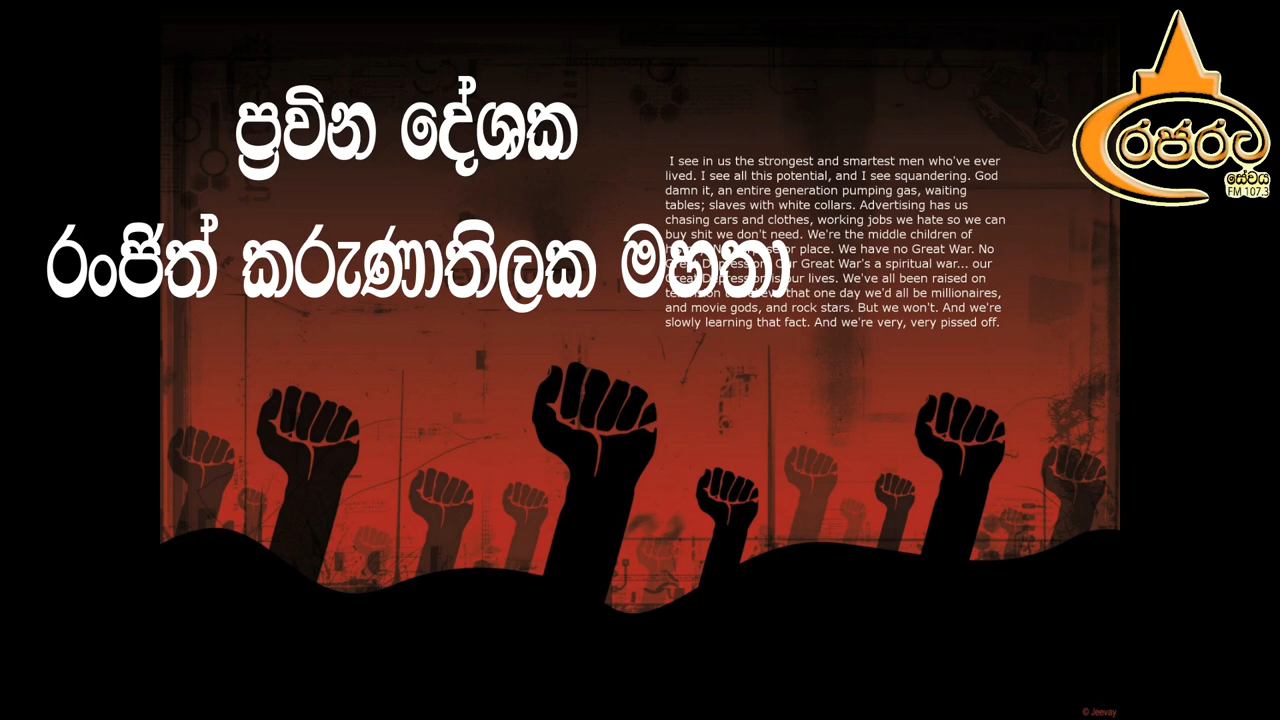 ප්‍රවින දේශක
රංජිත් කරුණාතිලක මහතා
රජරට
සේවය
FM 107.3
I see in us the strongest and smartest men who've ever
lived. I see all this potential, and I see squandering. God
damn it, an entire generation pumping gas, waiting
tables; slaves with white collars. Advertising has us
chasing cars and clothes, working jobs we hate so we can
buy shit we don't need. We're the middle children of
or place. We have no Great War. No
Great War's a spiritual war... our
our lives. We've all been raised on
that one day we'd all be millionaires,
and movie gods, and rock stars. But we won't. And we're
slowly learning that fact. And we're very, very pissed off.
© Jeevay